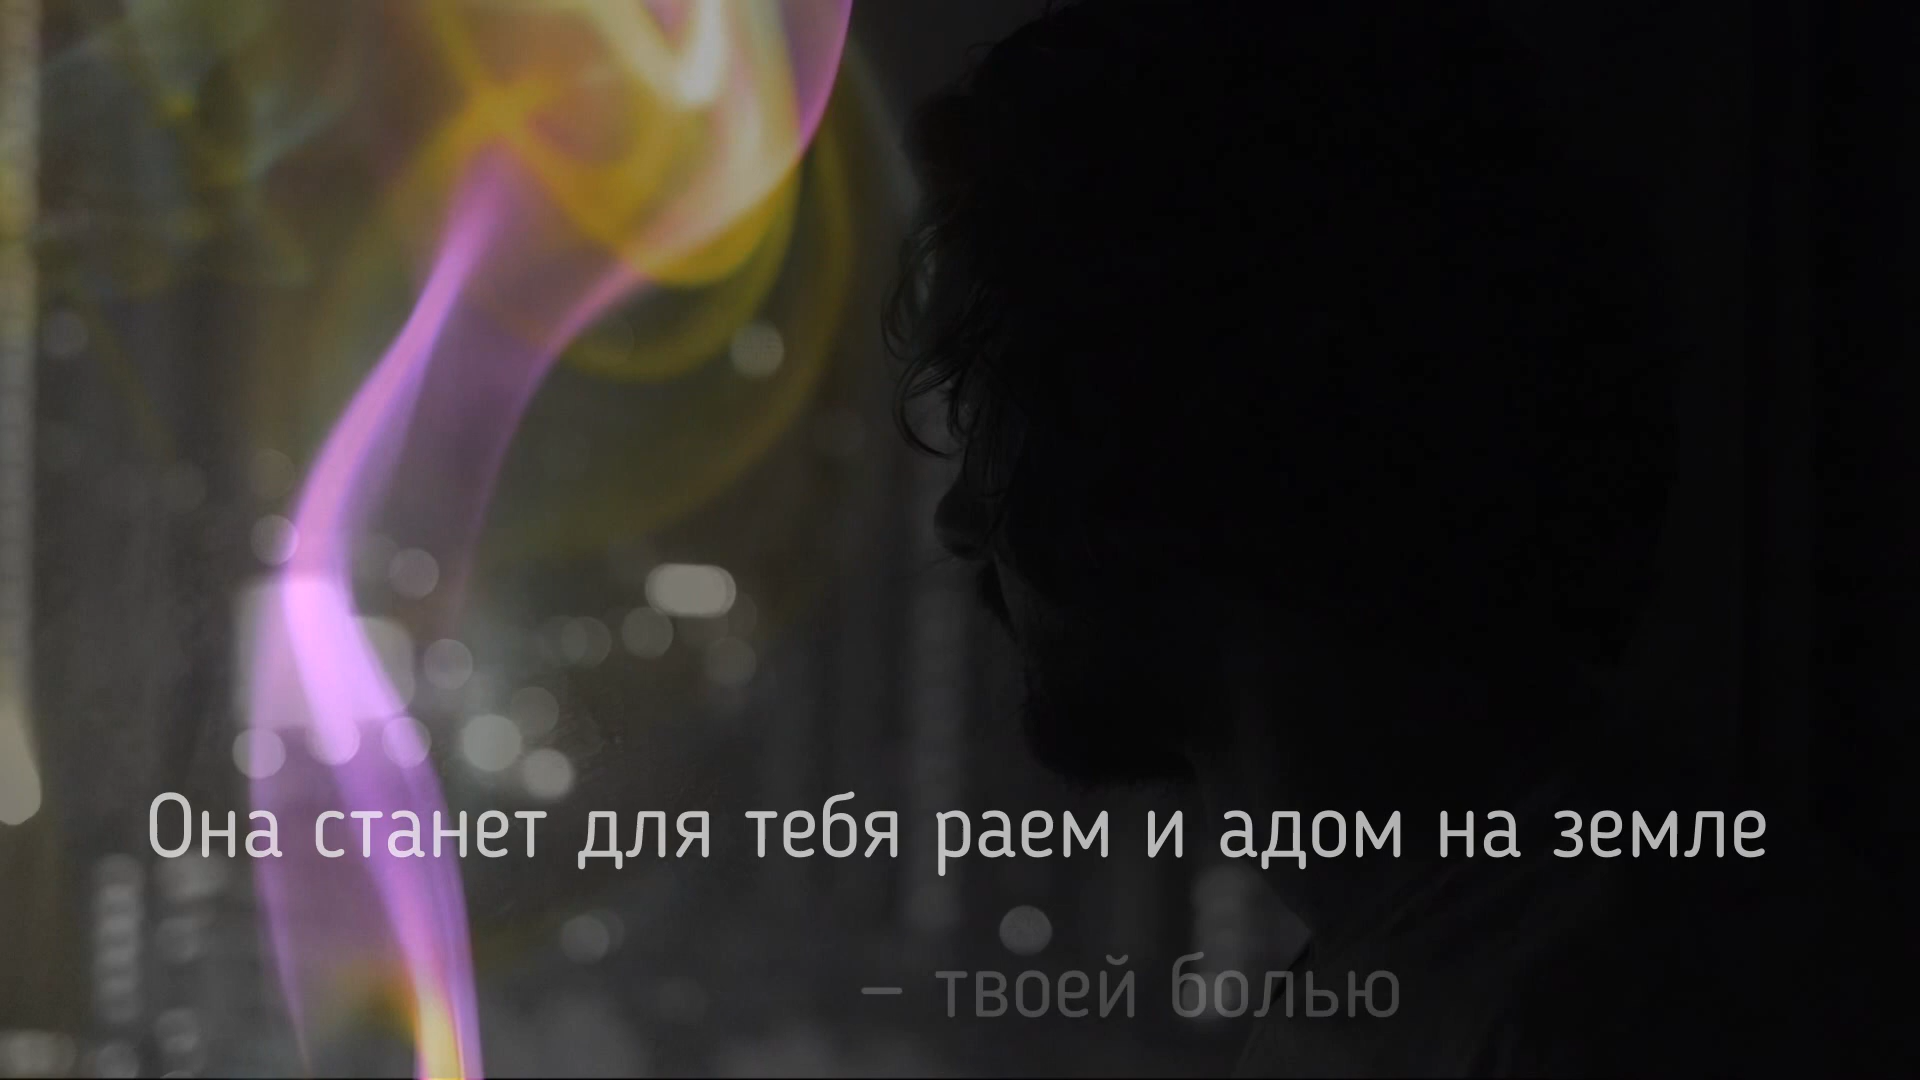 Она станет для тебя раем и адом на земле
– твоей болью